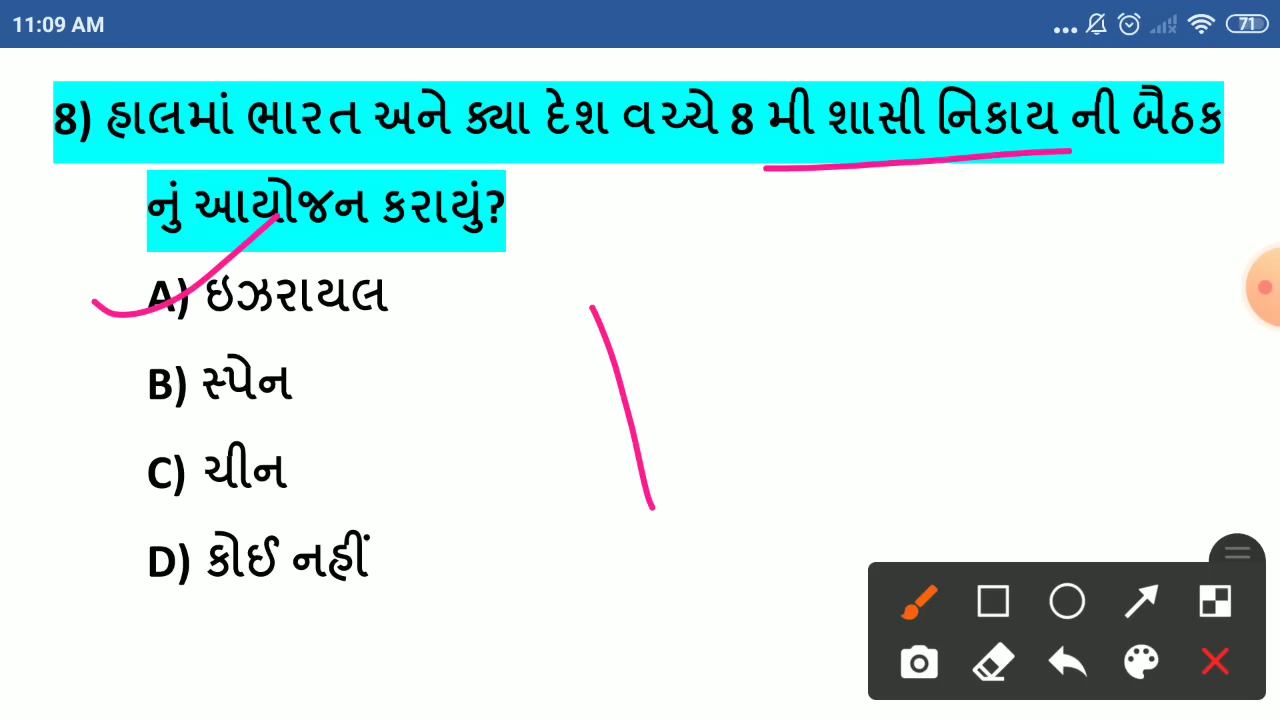 11:09 AM
71
8) હાલમાં ભારત અને ક્યા દેશ વચ્ચે 8 મી શાસી નિકાય ની બૈઠક
નું આયોજન કરાયું?
A) ઇઝરાયલ
B) સ્પેન
C) ચીન
D) કોઈ નહીં